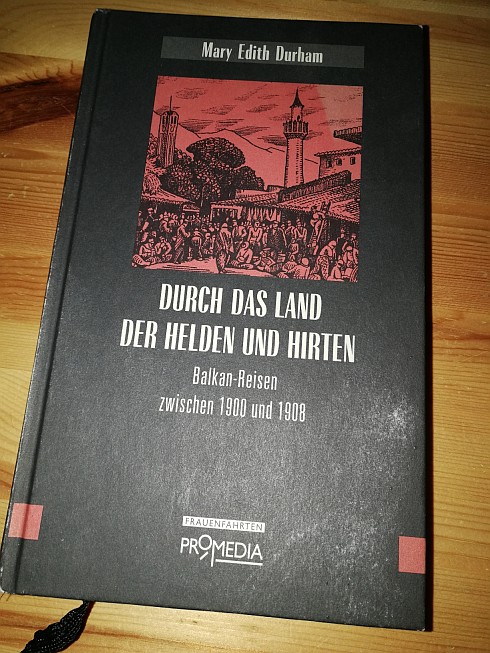 Mary Edith Durham
DURCH DAS LAND
DER HELDEN UND HIRTEN
Balkan-Reisen
zwischen 1900 und 1908
FRAUENFAHRTEN
PROMEDIA